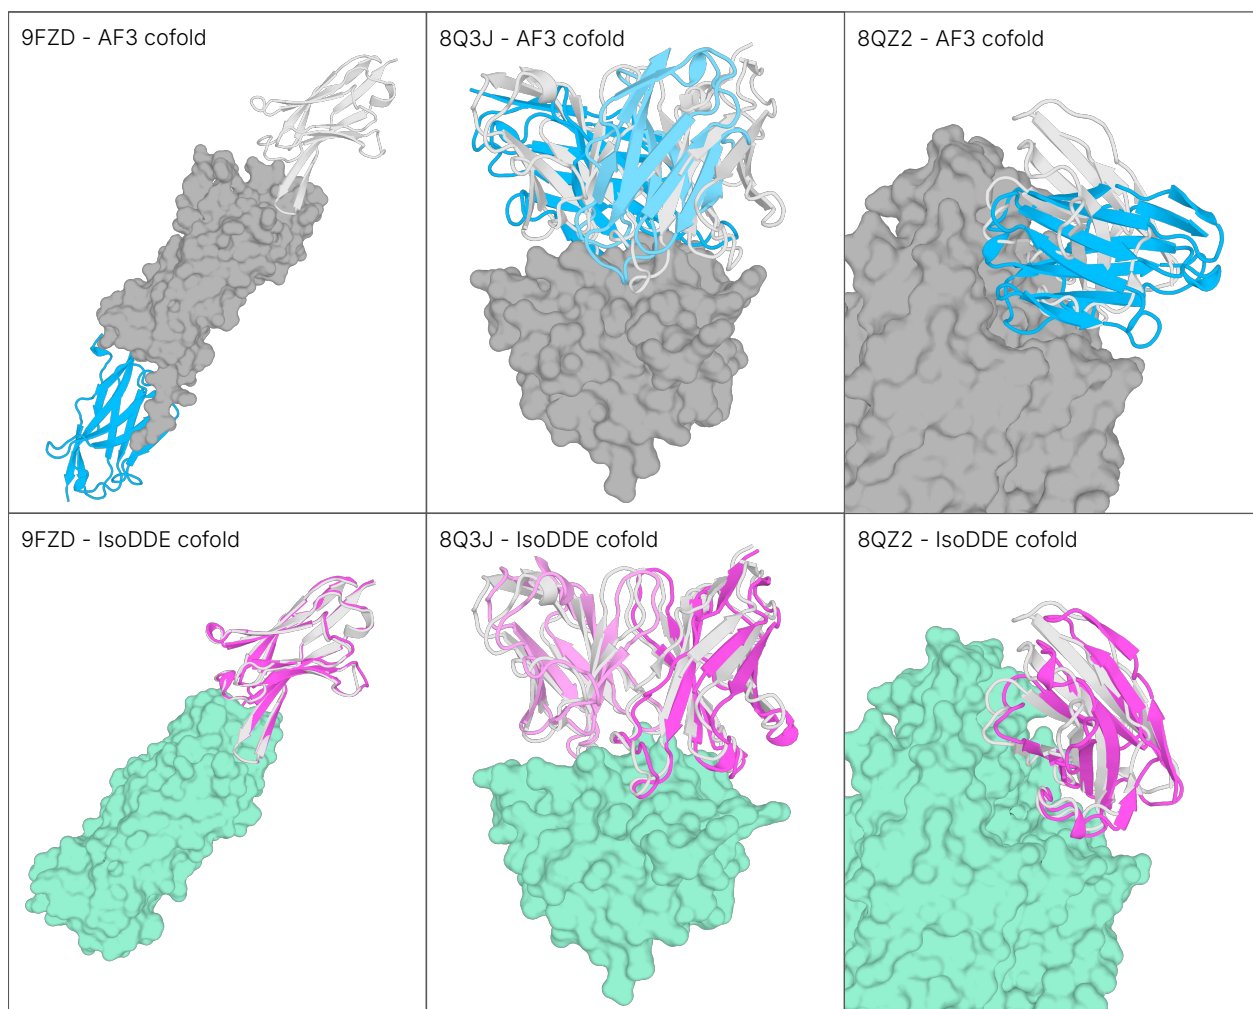 9FZD - AF3 cofold
8Q3J - AF3 cofold
8QZ2 - AF3 cofold
9FZD - IsoDDE cofold
8Q3J - IsoDDE cofold
8QZ2 - IsoDDE cofold